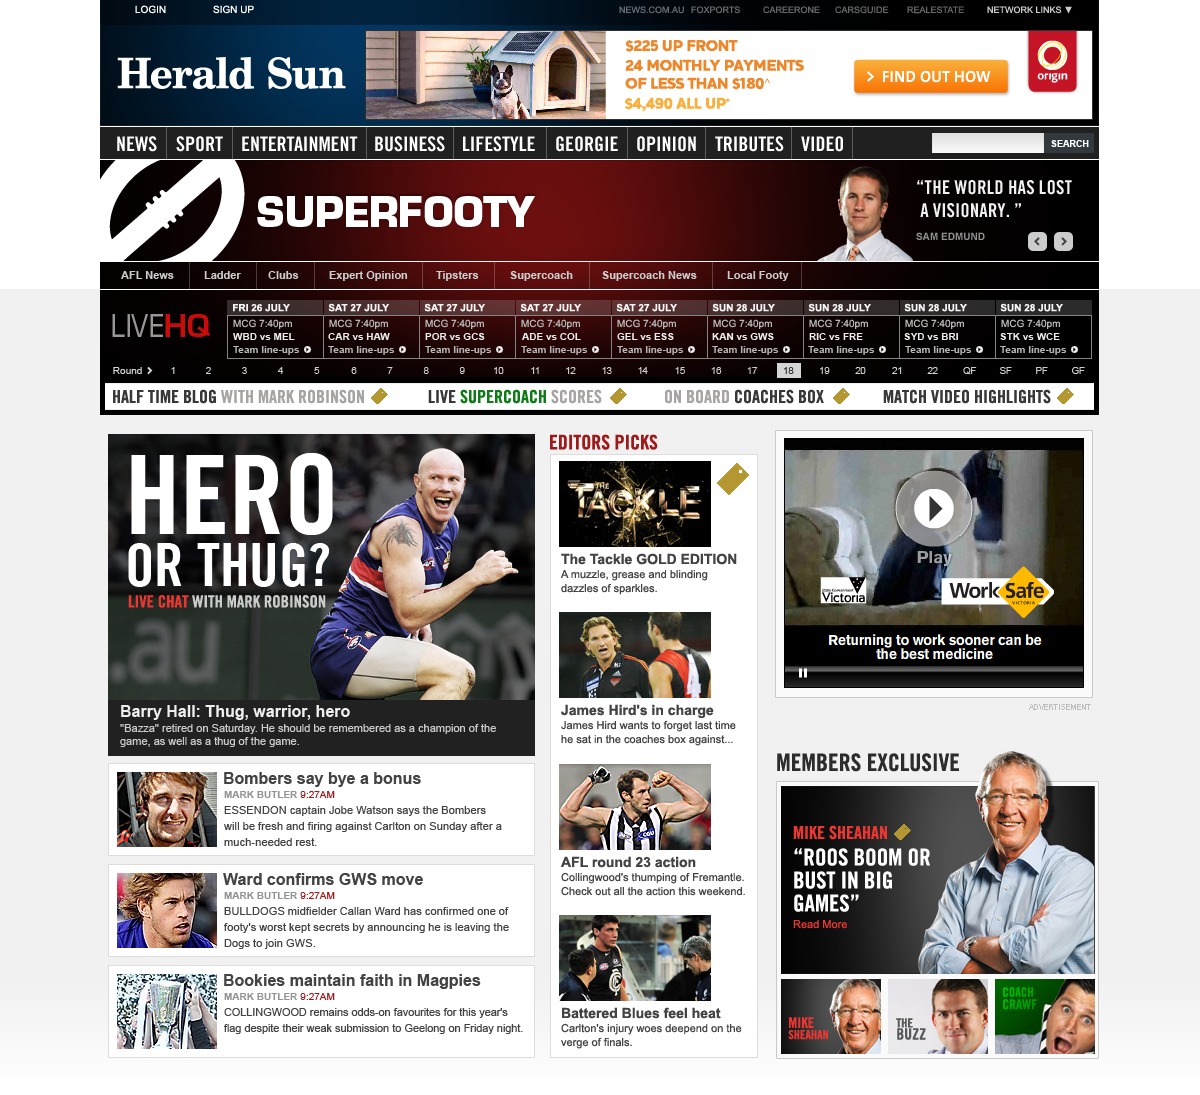 LOGIN SIGN UP NEWS.COM.AU FOXPORTS CAREERONE CARSGUIDE REALESTATE NETWORK LINKS
Herald Sun
$225 UP FRONT
24 MONTHLY PAYMENTS
OF LESS THAN $180^
$4,490 ALL UP*
> FIND OUT HOW
origin
NEWS SPORT ENTERTAINMENT BUSINESS LIFESTYLE GEORGIE OPINION TRIBUTES VIDEO SEARCH
SUPERFOOTY
“THE WORLD HAS LOST
A VISIONARY. ”
SAM EDMUND
AFL News Ladder Clubs Expert Opinion Tipsters Supercoach Supercoach News Local Footy
LIVEHQ
FRI 26 JULY SAT 27 JULY SAT 27 JULY SAT 27 JULY SAT 27 JULY SUN 28 JULY SUN 28 JULY SUN 28 JULY SUN 28 JULY
MCG 7:40pm MCG 7:40pm MCG 7:40pm MCG 7:40pm MCG 7:40pm MCG 7:40pm MCG 7:40pm MCG 7:40pm MCG 7:40pm
WBD vs MEL CAR vs HAW POR vs GCS ADE vs COL GEL vs ESS KAN vs GWS RIC vs FRE SYD vs BRI STK vs WCE
Team line-ups Team line-ups Team line-ups Team line-ups Team line-ups Team line-ups Team line-ups Team line-ups Team line-ups
Round 1 2 3 4 5 6 7 8 9 10 11 12 13 14 15 16 17 18 19 20 21 22 QF SF PF GF
HALF TIME BLOG WITH MARK ROBINSON LIVE SUPERCOACH SCORES ON BOARD COACHES BOX MATCH VIDEO HIGHLIGHTS
HERO
OR THUG?
LIVE CHAT WITH MARK ROBINSON
.au
Barry Hall: Thug, warrior, hero
"Bazza" retired on Saturday. He should be remembered as a champion of the
game, as well as a thug of the game.
Bombers say bye a bonus
MARK BUTLER 9:27AM
ESSENDON captain Jobe Watson says the Bombers
will be fresh and firing against Carlton on Sunday after a
much-needed rest.
Ward confirms GWS move
MARK BUTLER 9:27AM
BULLDOGS midfielder Callan Ward has confirmed one of
footy's worst kept secrets by announcing he is leaving the
Dogs to join GWS.
Bookies maintain faith in Magpies
MARK BUTLER 9:27AM
COLLINGWOOD remains odds-on favourites for this year's
flag despite their weak submission to Geelong on Friday night.
EDITORS PICKS
THE
TACKLE
The Tackle GOLD EDITION
A muzzle, grease and blinding
dazzles of sparkles.
James Hird's in charge
James Hird wants to forget last time
he sat in the coaches box against...
AFL round 23 action
Collingwood's thumping of Fremantle.
Check out all the action this weekend.
Battered Blues feel heat
Carlton's injury woes deepend on the
verge of finals.
Play
Victoria
WorkSafe
VICTORIA
Returning to work sooner can be
the best medicine
ADVERTISEMENT
MEMBERS EXCLUSIVE
MIKE SHEAHAN
“ROOS BOOM OR
BUST IN BIG
GAMES”
Read More
MIKE
SHEAHAN
THE
BUZZ
COACH
CRAWF